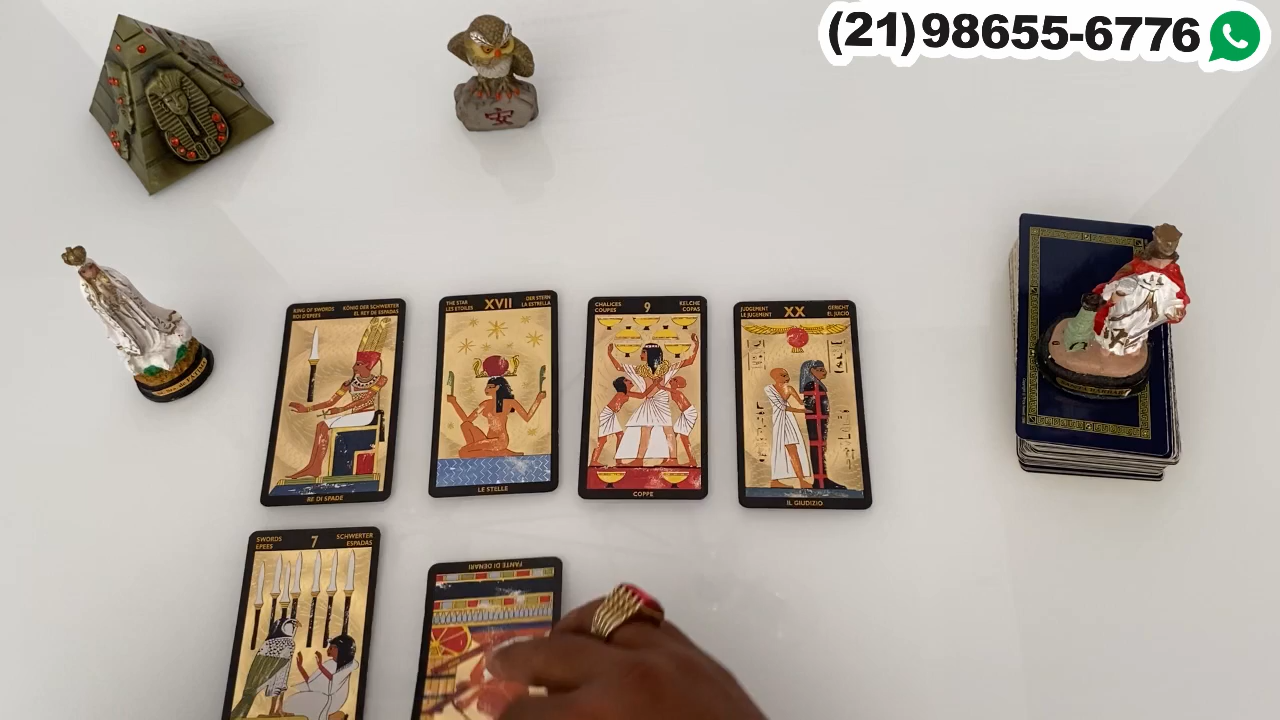 (21)98655-6776
KING OF SWORDS
ROI D'EPEES
KÖNIG DER SCHWERTER
EL REY DE ESPADAS
RE DI SPADE
THE STAR
LES ETOILES
XVII
DER STERN
LA ESTRELLA
LE STELLE
CHALICES
COUPES
9
KELCHE
COPAS
COPPE
JUDGEMENT
LE JUGEMENT
XX
GERICHT
EL JUICIO
IL GIUDIZIO
SWORDS
EPEES
7
SCHWERTER
ESPADAS
FANTE DI DENARI
安